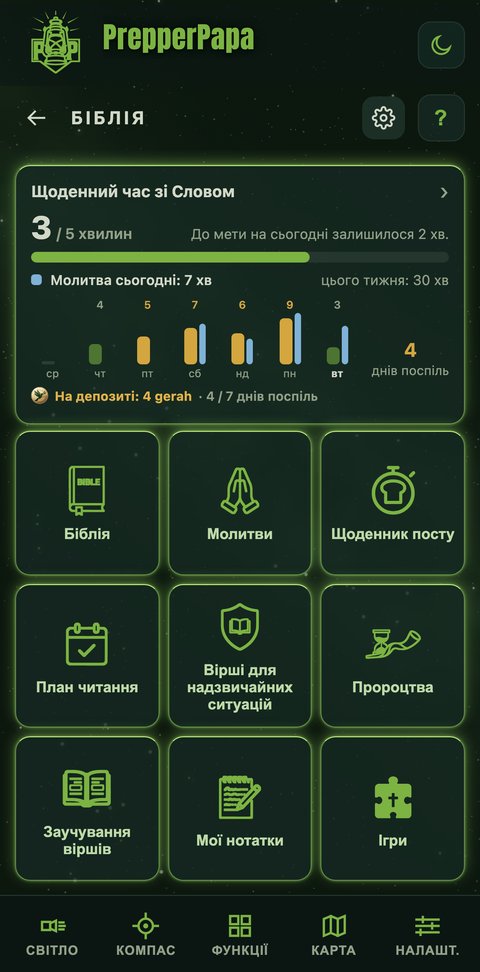 PrepperPapa
P P
БІБЛІЯ
?
Щоденний час зі Словом
3 / 5 хвилин
До мети на сьогодні залишилося 2 хв.
Молитва сьогодні: 7 хв
цього тижня: 30 хв
4 5 7 6 9 3
4
ср чт пт сб нд пн вт
днів поспіль
На депозиті: 4 gerah · 4 / 7 днів поспіль
BIBLE
Біблія
Молитви
Щоденник посту
План читання
Вірші для
надзвичайних
ситуацій
Пророцтва
Заучування
віршів
Мої нотатки
Ігри
СВІТЛО
КОМПАС
ФУНКЦІЇ
КАРТА
НАЛАШТ.